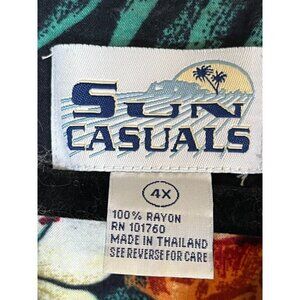 SUN
CASUALS
4X
100% RAYON
RN 101760
MADE IN THAILAND
SEE REVERSE FOR CARE